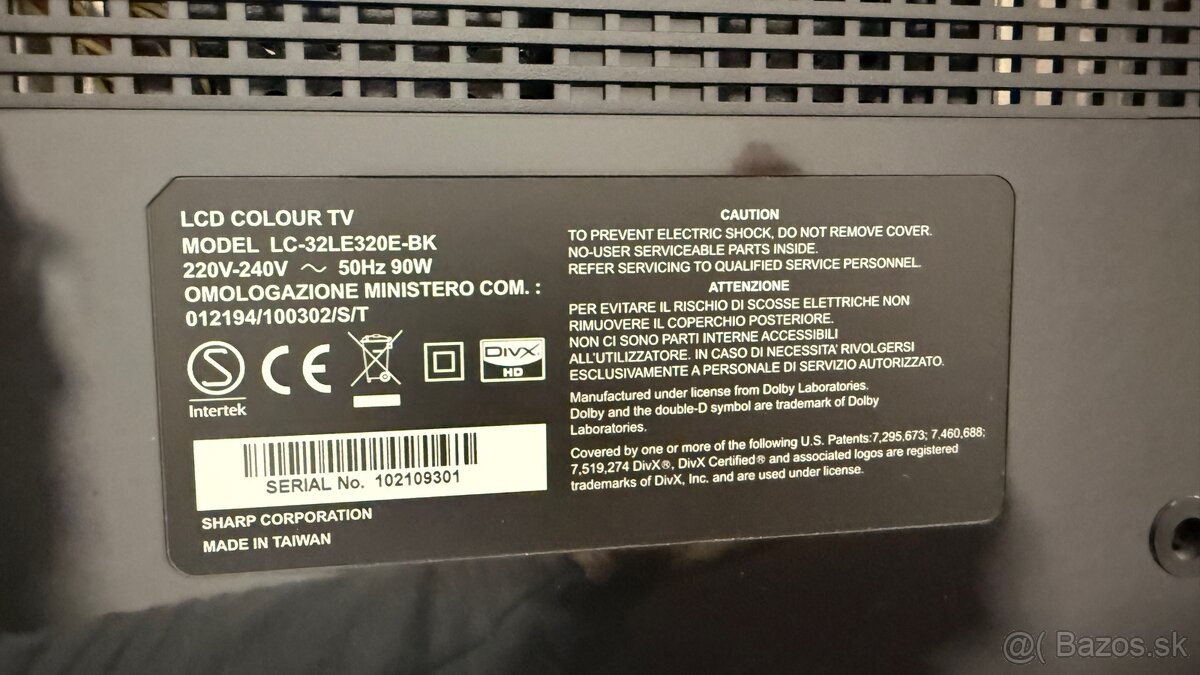 LCD COLOUR TV
MODEL LC-32LE320E-BK
220V-240V ～ 50Hz 90W
OMOLOGAZIONE MINISTERO COM. :
012194/100302/S/T
S
Intertek
CE
DIVX
HD
SERIAL No. 102109301
SHARP CORPORATION
MADE IN TAIWAN
CAUTION
TO PREVENT ELECTRIC SHOCK, DO NOT REMOVE COVER.
NO-USER SERVICEABLE PARTS INSIDE.
REFER SERVICING TO QUALIFIED SERVICE PERSONNEL.
ATTENZIONE
PER EVITARE IL RISCHIO DI SCOSSE ELETTRICHE NON
RIMUOVERE IL COPERCHIO POSTERIORE.
NON CI SONO PARTI INTERNE ACCESSIBILI
ALL'UTILIZZATORE. IN CASO DI NECESSITA' RIVOLGERSI
ESCLUSIVAMENTE A PERSONALE DI SERVIZIO AUTORIZZATO.
Manufactured under license from Dolby Laboratories.
Dolby and the double-D symbol are trademark of Dolby
Laboratories.
Covered by one or more of the following U.S. Patents:7,295,673; 7,460,688;
7,519,274 DivX®, DivX Certified® and associated logos are registered
trademarks of DivX, Inc. and are used under license.
@( Bazos.sk